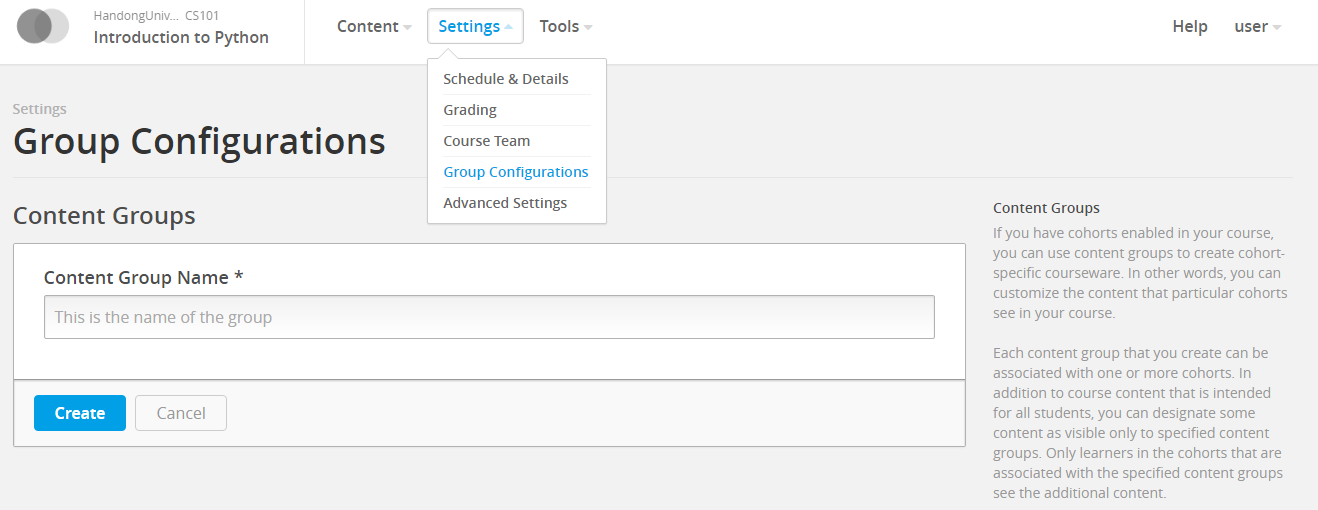 HandongUniv... CS101
Introduction to Python
Content
Settings
Tools
Help
user
Schedule & Details
Grading
Course Team
Group Configurations
Advanced Settings
Settings
Group Configurations
Content Groups
Content Group Name *
This is the name of the group
Create
Cancel
Content Groups
If you have cohorts enabled in your course,
you can use content groups to create cohort-
specific courseware. In other words, you can
customize the content that particular cohorts
see in your course.
Each content group that you create can be
associated with one or more cohorts. In
addition to course content that is intended
for all students, you can designate some
content as visible only to specified content
groups. Only learners in the cohorts that are
associated with the specified content groups
see the additional content.